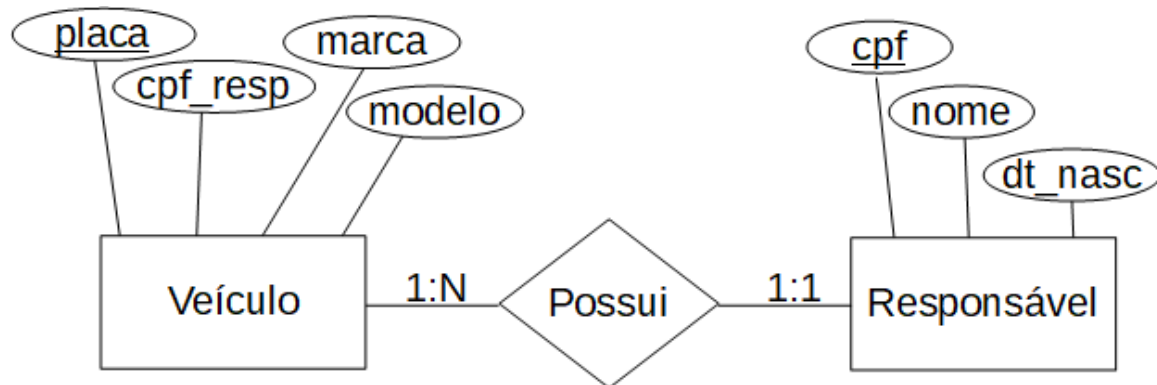 placa
marca
cpf
cpf_resp
modelo
nome
dt_nasc
Veículo
1:N
Possui
1:1
Responsável